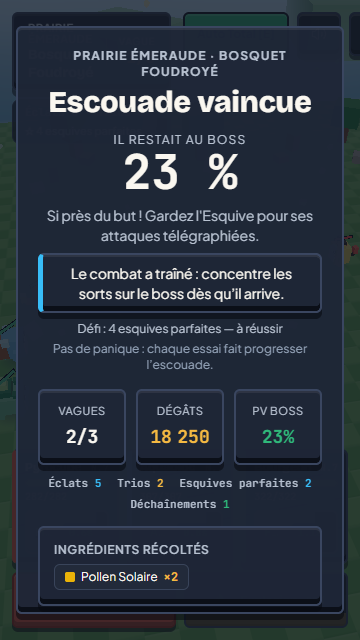 PRAIRIE ÉMERAUDE · BOSQUET
FOUDROYÉ
Escouade vaincue
IL RESTAIT AU BOSS
23 %
Si près du but ! Gardez l'Esquive pour ses
attaques télégraphiées.
Le combat a traîné : concentre les
sorts sur le boss dès qu'il arrive.
Défi : 4 esquives parfaites — à réussir
Pas de panique : chaque essai fait progresser
l'escouade.
VAGUES DÉGÂTS PV BOSS
2/3 18 250 23%
Éclats 5 Trios 2 Esquives parfaites 2
Déchaînements 1
INGRÉDIENTS RÉCOLTÉS
Pollen Solaire ×2